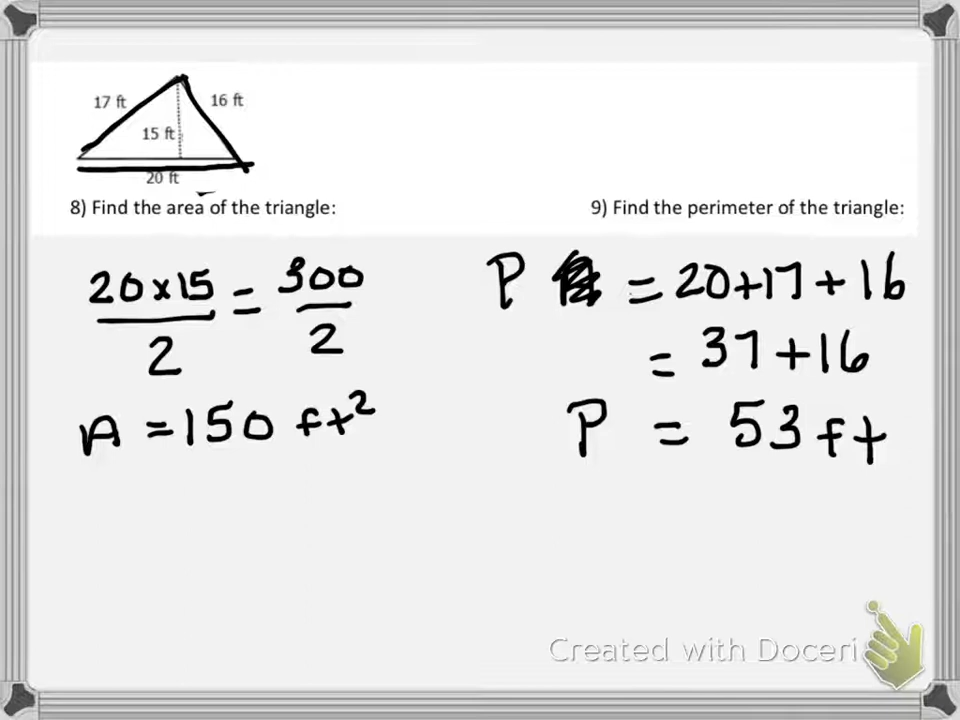 17 ft
16 ft
15 ft
20 ft
8) Find the area of the triangle:
9) Find the perimeter of the triangle:
20x15 / 2 = 300 / 2
A = 150 ft²
P = 20+17+16
= 37+16
P = 53 ft
Created with Doceri